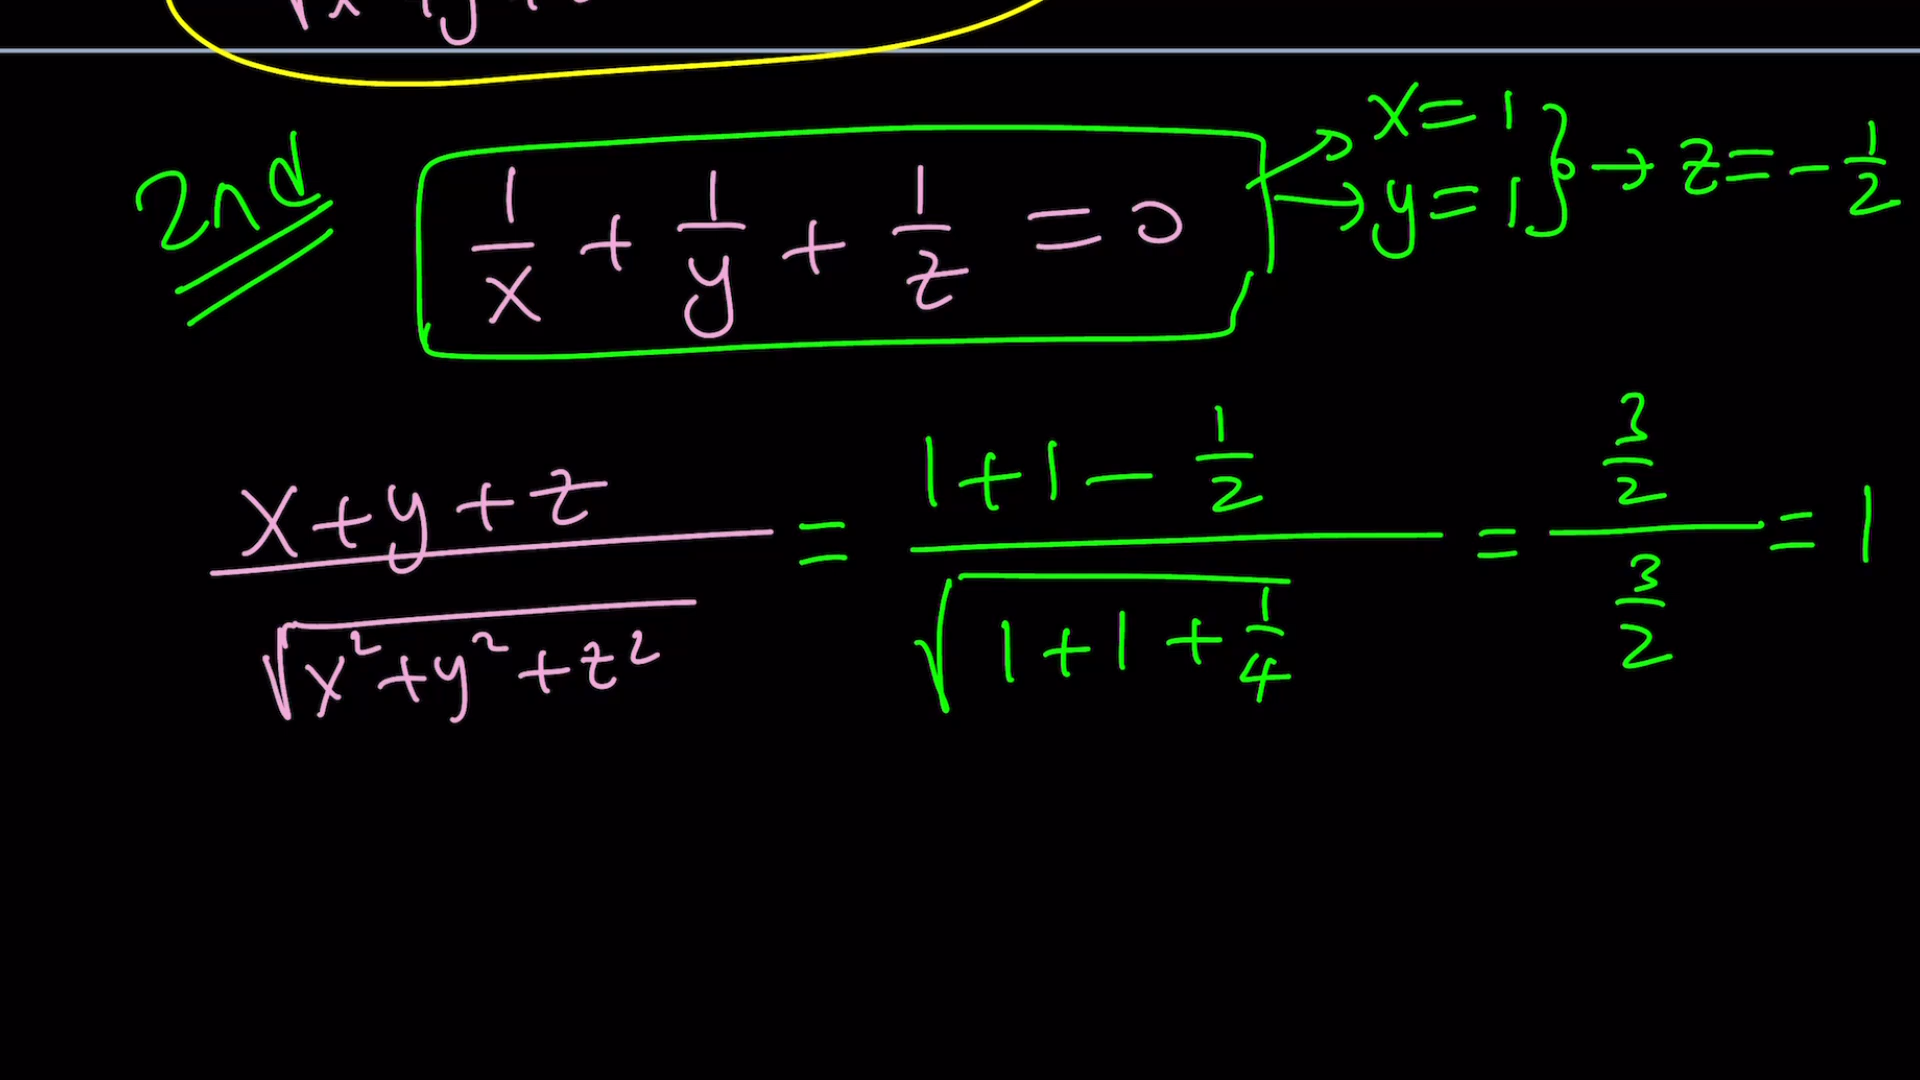 2nd 1/x + 1/y + 1/z = 0 → x = 1
→ y = 1 } → z = - 1/2
x + y + z / √x² + y² + z² = 1 + 1 - 1/2 / √1 + 1 + 1/4 = 3/2 / 3/2 = 1